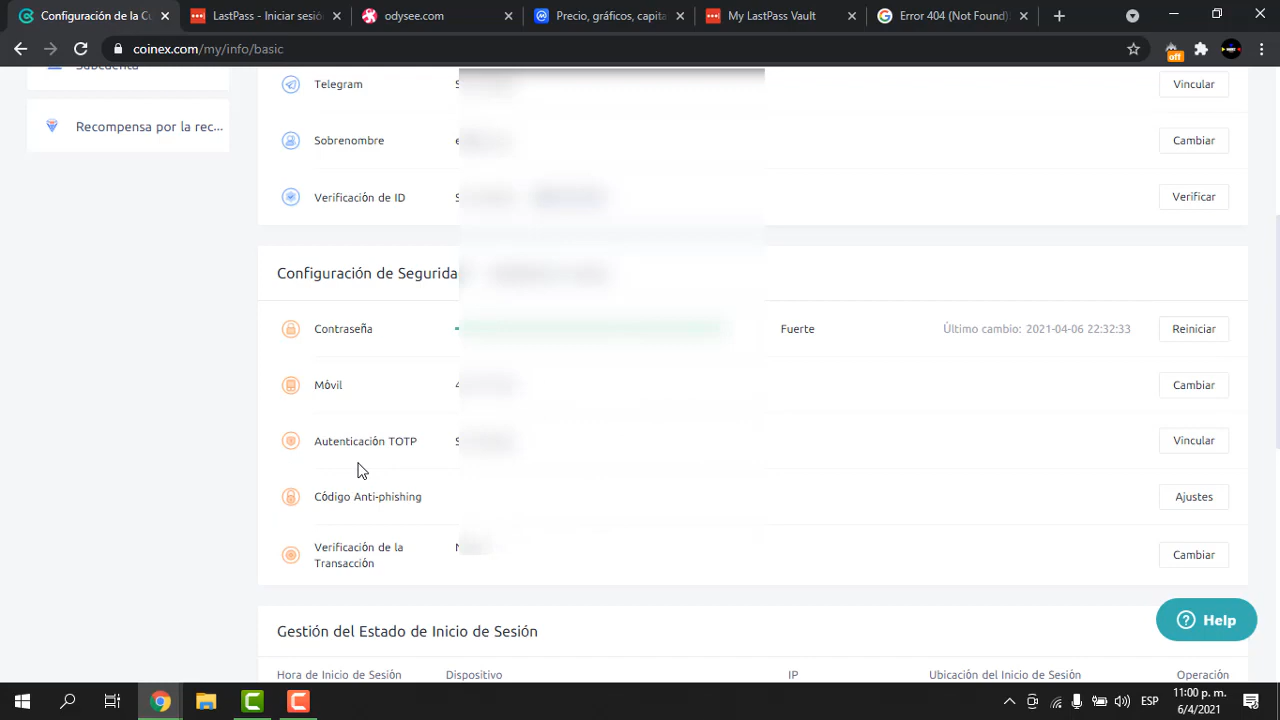 Configuración de la C
LastPass - Iniciar sesió
odysee.com
Precio, gráficos, capita
My LastPass Vault
Error 404 (Not Found)
coinex.com/my/info/basic
off
Recompensa por la rec...
Telegram
Vincular
Sobrenombre
Cambiar
Verificación de ID
Verificar
Configuración de Segurida
Contraseña
Fuerte
Último cambio: 2021-04-06 22:32:33
Reiniciar
Móvil
Cambiar
Autenticación TOTP
Vincular
Código Anti-phishing
Ajustes
Verificación de la
Transacción
Cambiar
Help
Gestión del Estado de Inicio de Sesión
Hora de Inicio de Sesión
Dispositivo
IP
Ubicación del Inicio de Sesión
Operación
ESP
11:00 p. m.
6/4/2021